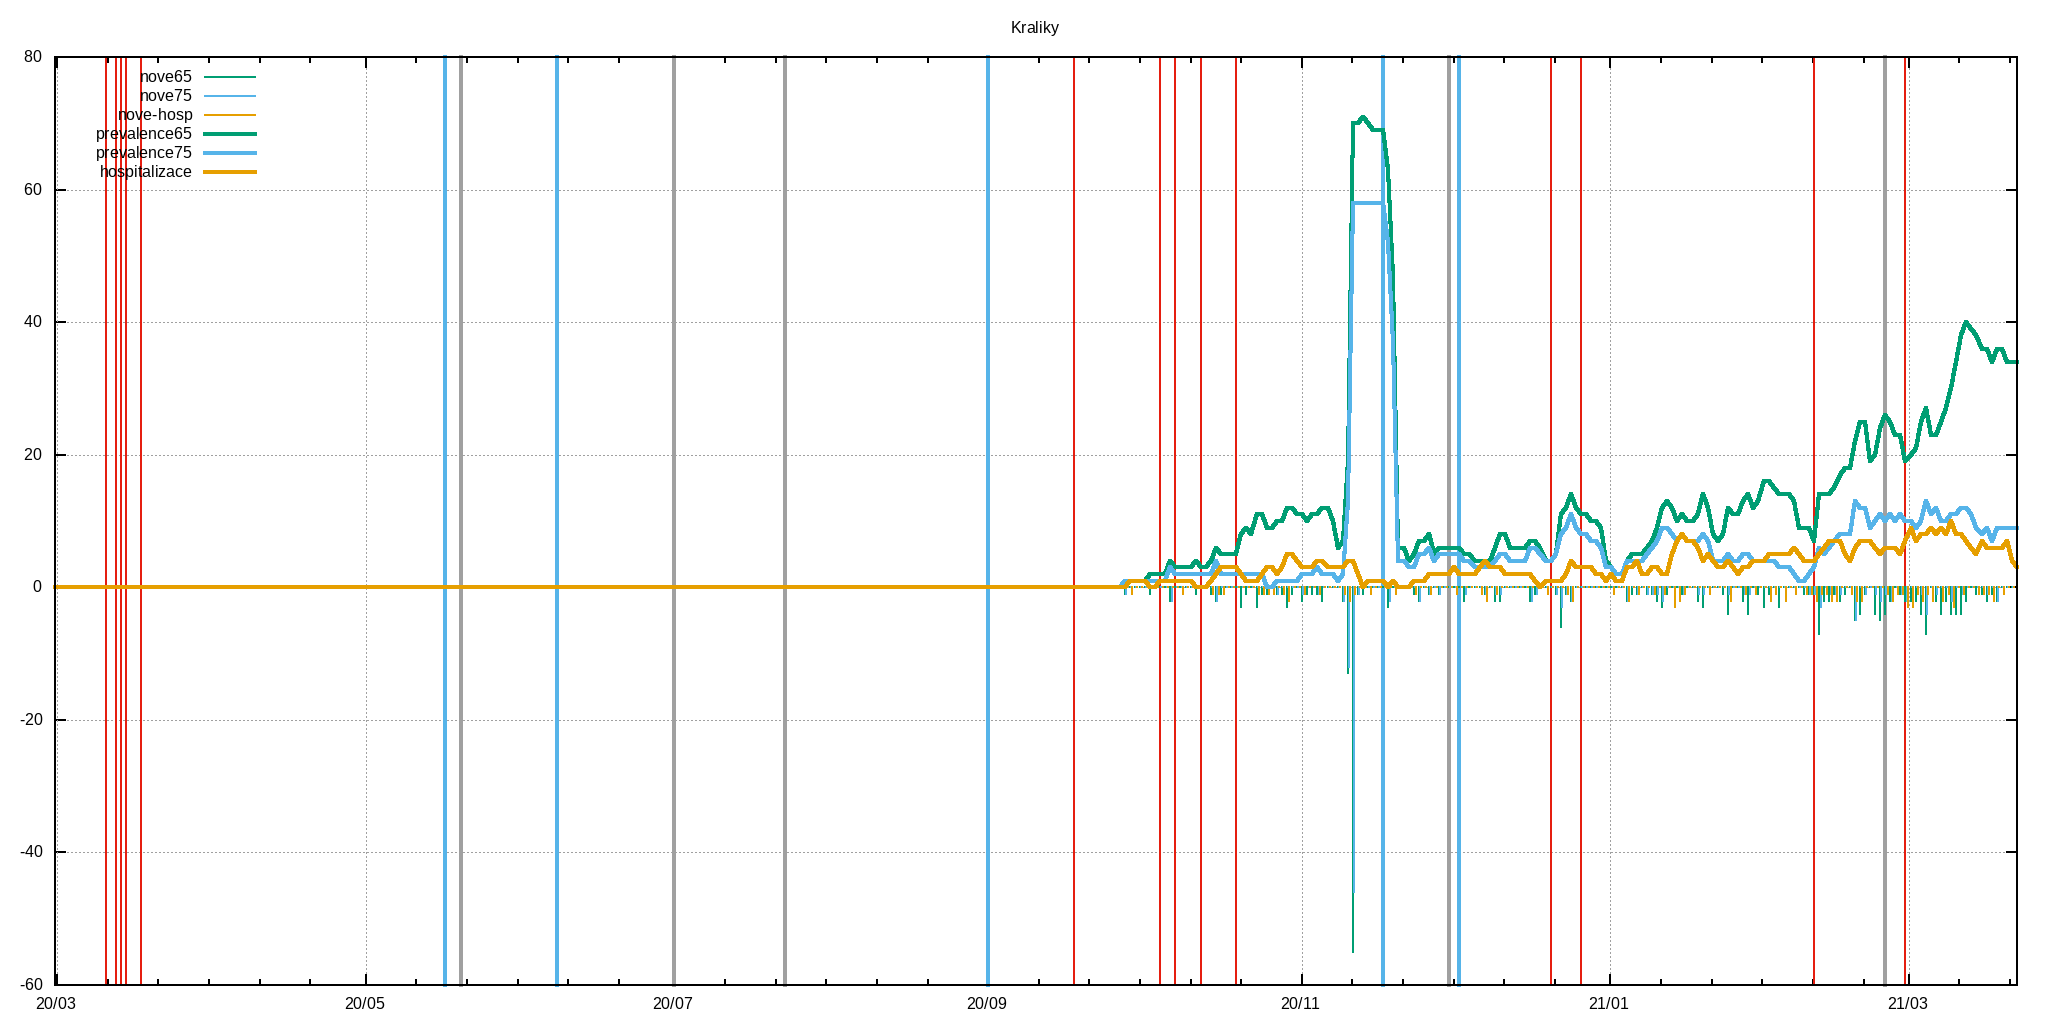 Kraliky
80
60
40
20
0
-20
-40
-60
nove65
nove75
nove-hosp
prevalence65
prevalence75
hospitalizace
20/03 20/05 20/07 20/09 20/11 21/01 21/03